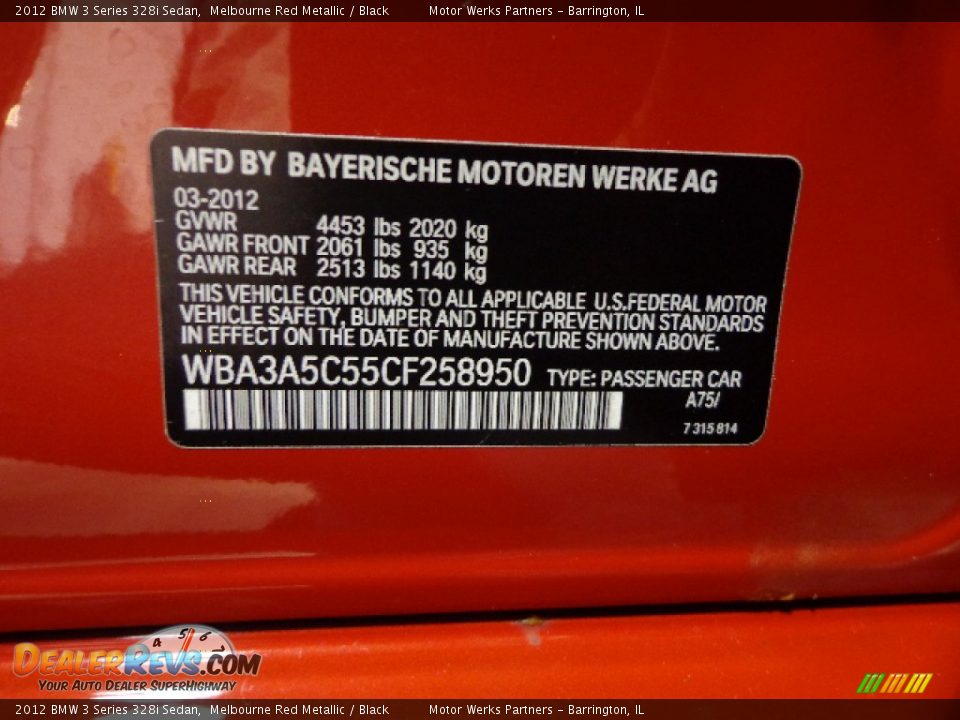 2012 BMW 3 Series 328i Sedan, Melbourne Red Metallic / Black Motor Werks Partners - Barrington, IL
MFD BY BAYERISCHE MOTOREN WERKE AG
03-2012
GVWR 4453 lbs 2020 kg
GAWR FRONT 2061 lbs 935 kg
GAWR REAR 2513 lbs 1140 kg
THIS VEHICLE CONFORMS TO ALL APPLICABLE U.S.FEDERAL MOTOR
VEHICLE SAFETY, BUMPER AND THEFT PREVENTION STANDARDS
IN EFFECT ON THE DATE OF MANUFACTURE SHOWN ABOVE.
WBA3A5C55CF258950 TYPE: PASSENGER CAR
A75/
7 315 814
4 5 6 7
DEALERREVS.COM
YOUR AUTO DEALER SUPERHIGHWAY
2012 BMW 3 Series 328i Sedan, Melbourne Red Metallic / Black Motor Werks Partners - Barrington, IL